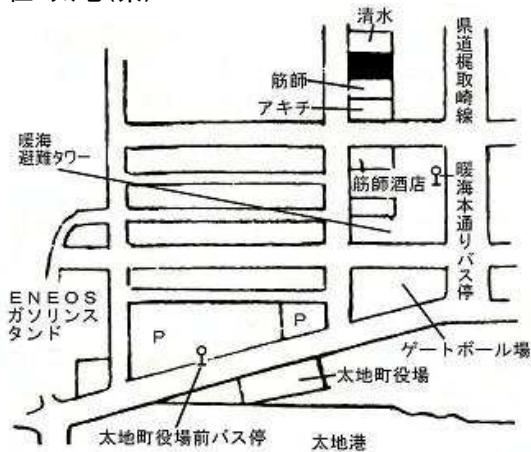 清水
筋師
アキチ
県道梶取崎線
暖海
避難タワー
筋師酒店
暖海本通りバス停
ENEOS
ガソリンス
タンド
P
P
ゲートボール場
太地町役場
太地町役場前バス停
太地港